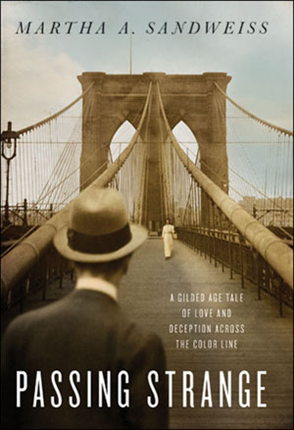 MARTHA A. SANDWEISS
A GILDED AGE TALE
OF LOVE AND
DECEPTION ACROSS
THE COLOR LINE
PASSING STRANGE